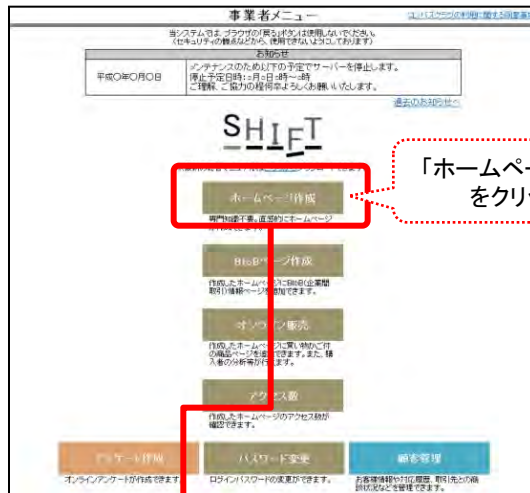 事業者メニュー
当システムでは、ブラウザの「戻る」ボタンは使用しないでください。
(セキュリティの観点などから、使用できないようにしております)
お知らせ
平成〇年〇月〇日
メンテナンスのため以下の予定でサーバーを停止します。
停止予定日時:○月○日○時〜○時
ご理解、ご協力の程何卒よろしくお願いいたします。
過去のお知らせへ
SHIFT
ホームページ作成
「ホームペー
をクリ
専門知識不要。直感的にホームページ
BtoBページ作成
作成したホームページにBtoB(企業間
取引)情報ページを追加できます。
オンライン販売
作成したホームページに買い物かご付
の商品ページを追加できます。また、購
入者の分析等が行えます。
アクセス数
作成したホームページのアクセス数が
確認できます。
アンケート作成
パスワード変更
顧客管理
オンラインアンケートが作成できます
ログインパスワードの変更ができます。
お客様情報や対応履歴、取引先との商
談状況などを管理できます。